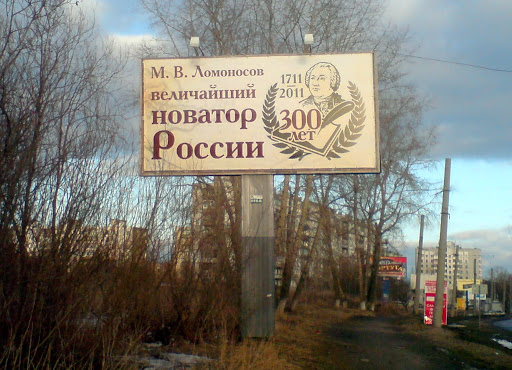 М. В. Ломоносов
величайший
новатор
России
1711
2011
300
лет